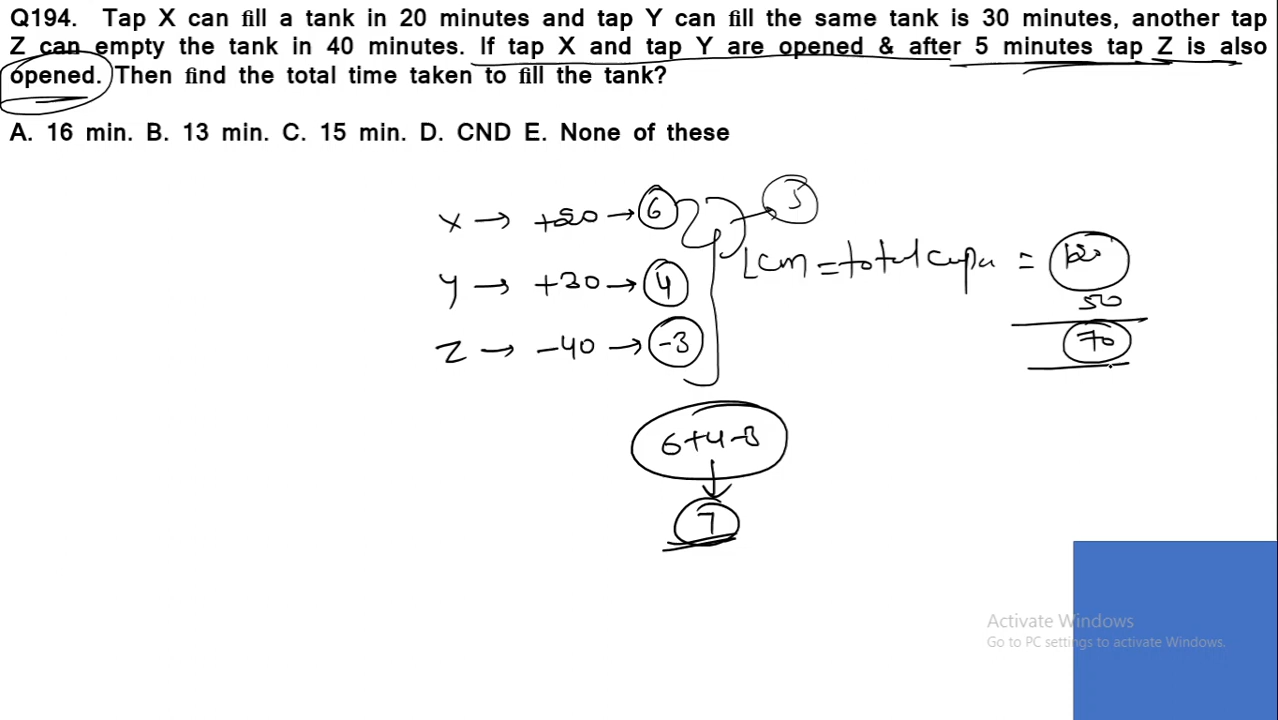 Q194. Tap X can fill a tank in 20 minutes and tap Y can fill the same tank is 30 minutes, another tap
Z can empty the tank in 40 minutes. If tap X and tap Y are opened & after 5 minutes tap Z is also
opened. Then find the total time taken to fill the tank?
A. 16 min. B. 13 min. C. 15 min. D. CND E. None of these
X → +20 → 6
5
Y → +30 → 4
LCM = total capa = 120
50
Z → -40 → -3
70
6+4-3
7
Activate Windows
Go to PC settings to activate Windows.